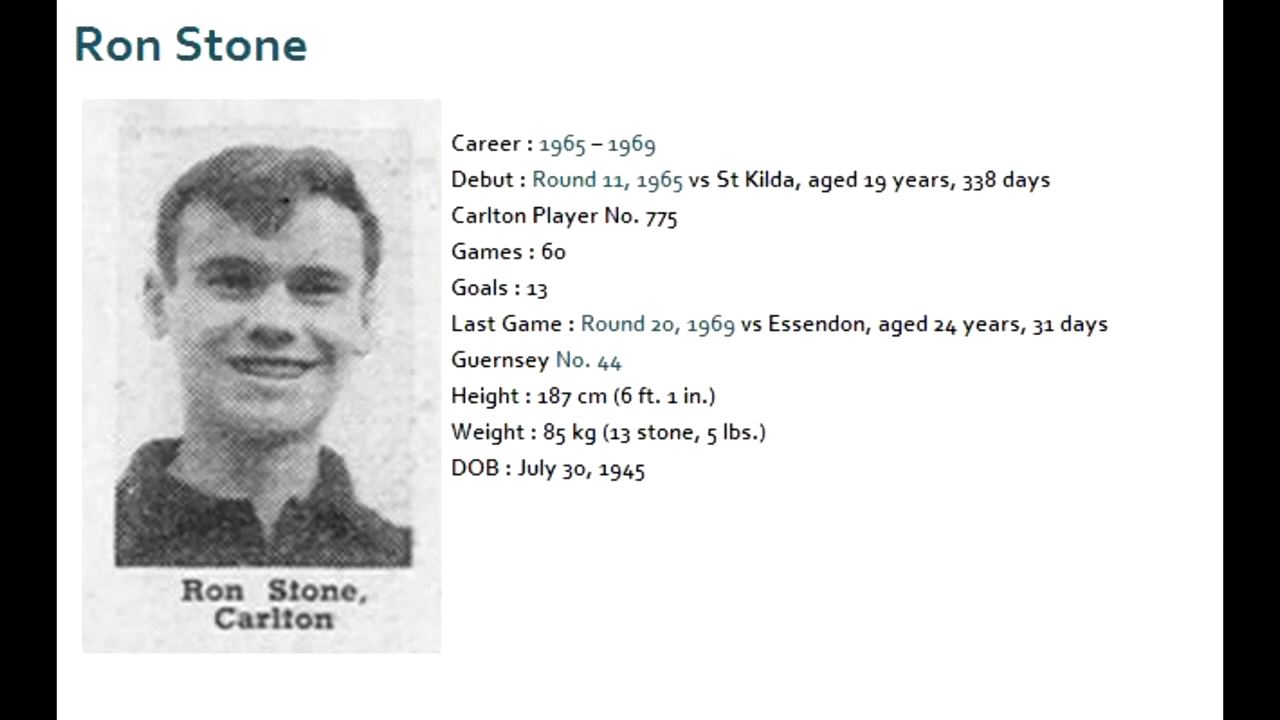 Ron Stone
Career : 1965 – 1969
Debut : Round 11, 1965 vs St Kilda, aged 19 years, 338 days
Carlton Player No. 775
Games : 60
Goals : 13
Last Game : Round 20, 1969 vs Essendon, aged 24 years, 31 days
Guernsey No. 44
Height : 187 cm (6 ft. 1 in.)
Weight : 85 kg (13 stone, 5 lbs.)
DOB : July 30, 1945
Ron Stone,
Carlton